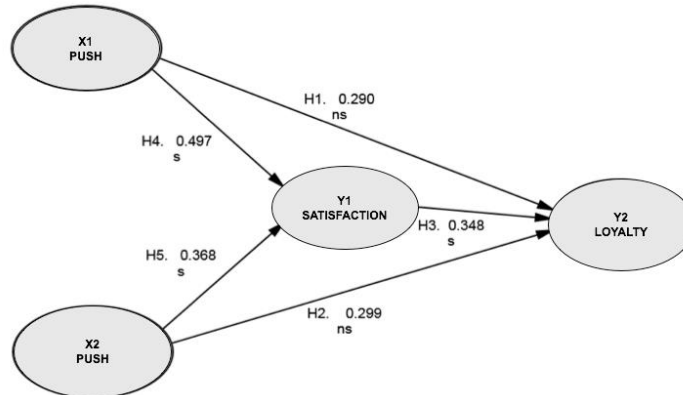 X1
PUSH
H1. 0.290
ns
H4. 0.497
s
Y1
SATISFACTION
Y2
LOYALTY
H3. 0.348
s
H5. 0.368
s
H2. 0.299
ns
X2
PUSH